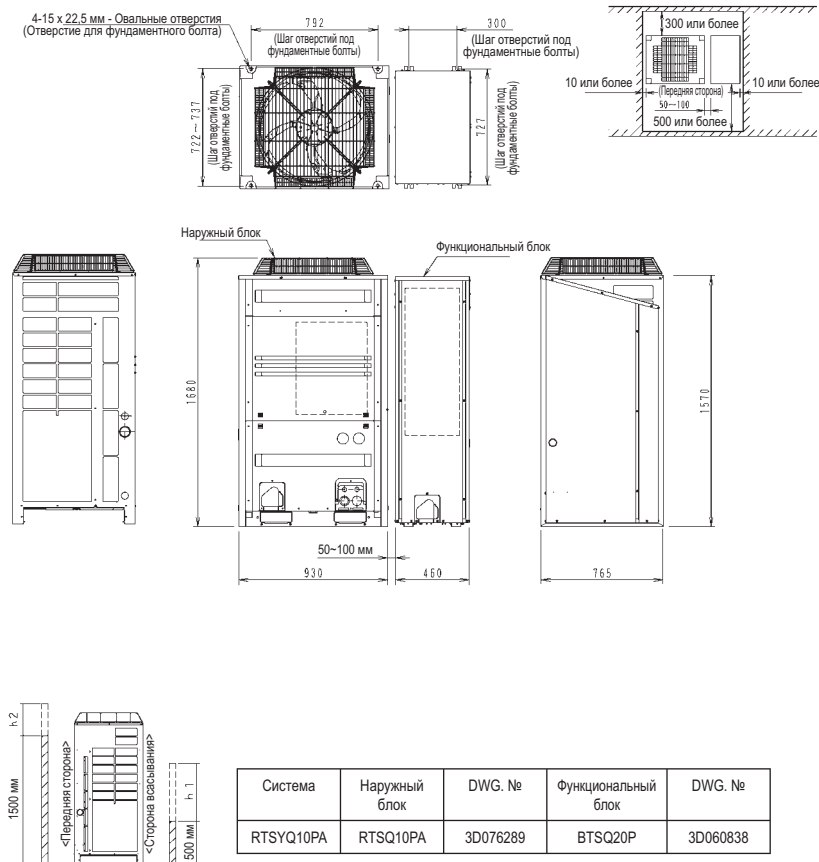 4-15 x 22,5 мм - Овальные отверстия
(Отверстие для фундаментного болта)
792
(Шаг отверстий под
фундаментные болты)
300
(Шаг отверстий под
фундаментные болты)
722~737
(Шаг отверстий под
фундаментные болты)
727
(Шаг отверстий под
фундаментные болты)
300 или более
10 или более
(Передняя сторона)
10 или более
50~100
500 или более
Наружный блок
Функциональный блок
1680
1570
50~100 мм
930
460
765
h 2
1500 мм
<Передняя сторона>
<Сторона всасывания>
h 1
500 мм
Система
Наружный
блок
DWG. №
Функциональный
блок
DWG. №
RTSYQ10PA
RTSQ10PA
3D076289
BTSQ20P
3D060838